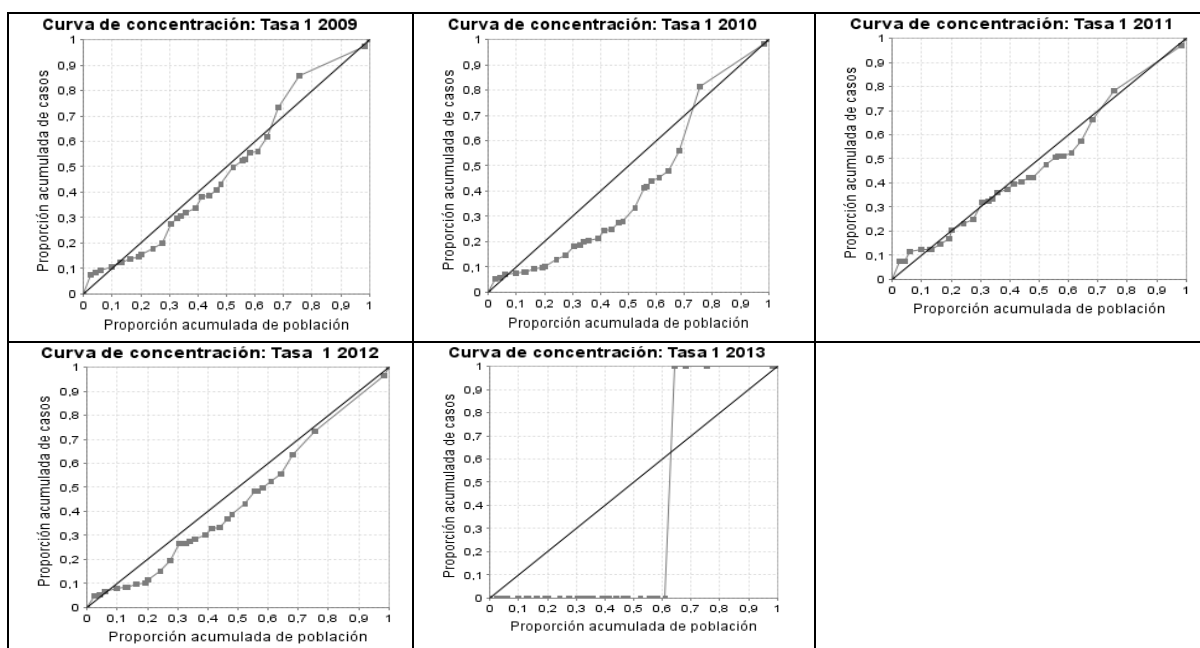 Curva de concentración: Tasa 1 2009
Proporción acumulada de casos
1
0,9
0,8
0,7
0,6
0,5
0,4
0,3
0,2
0,1
0
0 0,1 0,2 0,3 0,4 0,5 0,6 0,7 0,8 0,9 1
Proporción acumulada de población
Curva de concentración: Tasa 1 2010
Proporción acumulada de casos
1
0,9
0,8
0,7
0,6
0,5
0,4
0,3
0,2
0,1
0
0 0,1 0,2 0,3 0,4 0,5 0,6 0,7 0,8 0,9 1
Proporción acumulada de población
Curva de concentración: Tasa 1 2011
Proporción acumulada de casos
1
0,9
0,8
0,7
0,6
0,5
0,4
0,3
0,2
0,1
0
0 0,1 0,2 0,3 0,4 0,5 0,6 0,7 0,8 0,9 1
Proporción acumulada de población
Curva de concentración: Tasa 1 2012
Proporción acumulada de casos
1
0,9
0,8
0,7
0,6
0,5
0,4
0,3
0,2
0,1
0
0 0,1 0,2 0,3 0,4 0,5 0,6 0,7 0,8 0,9 1
Proporción acumulada de población
Curva de concentración: Tasa 1 2013
Proporción acumulada de casos
1
0,9
0,8
0,7
0,6
0,5
0,4
0,3
0,2
0,1
0
0 0,1 0,2 0,3 0,4 0,5 0,6 0,7 0,8 0,9 1
Proporción acumulada de población